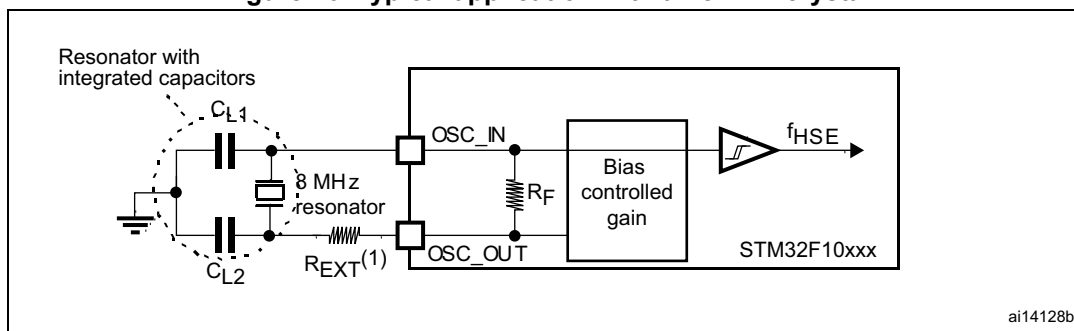 Resonator with
integrated capacitors
CL1
OSC_IN
fHSE
8 MHz
resonator
RF
Bias
controlled
gain
REXT(1)
OSC_OUT
STM32F10xxx
CL2
ai14128b